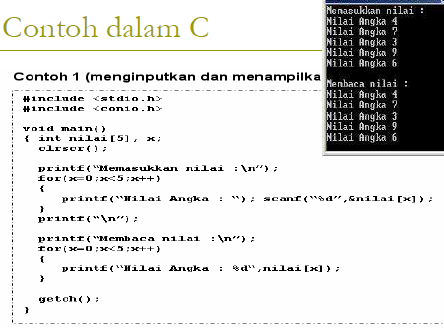 Contoh dalam C
Memasukkan nilai :
Nilai Angka 4
Nilai Angka 7
Nilai Angka 3
Nilai Angka 9
Nilai Angka 6
Membaca nilai :
Nilai Angka 4
Nilai Angka 7
Nilai Angka 3
Nilai Angka 9
Nilai Angka 6
Contoh 1 (menginputkan dan menampilka
#include <stdio.h>
#include <conio.h>
void main()
{ int nilai[5], x;
clrscr();
printf(“Memasukkan nilai :\n”);
for(x=0;x<5;x++)
{
printf(“Nilai Angka : “); scanf(“%d”,&nilai[x]);
}
printf(“\n”);
printf(“Membaca nilai :\n”);
for(x=0;x<5;x++)
{
printf(“Nilai Angka : %d”,nilai[x]);
}
getch();
}